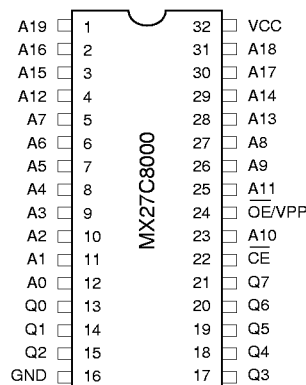 A19 1 32 VCC
A16 2 31 A18
A15 3 30 A17
A12 4 29 A14
A7 5 28 A13
A6 6 27 A8
A5 7 26 A9
A4 8 25 A11
A3 9 24 OE/VPP
A2 10 23 A10
A1 11 22 CE
A0 12 21 Q7
Q0 13 20 Q6
Q1 14 19 Q5
Q2 15 18 Q4
GND 16 17 Q3
MX27C8000